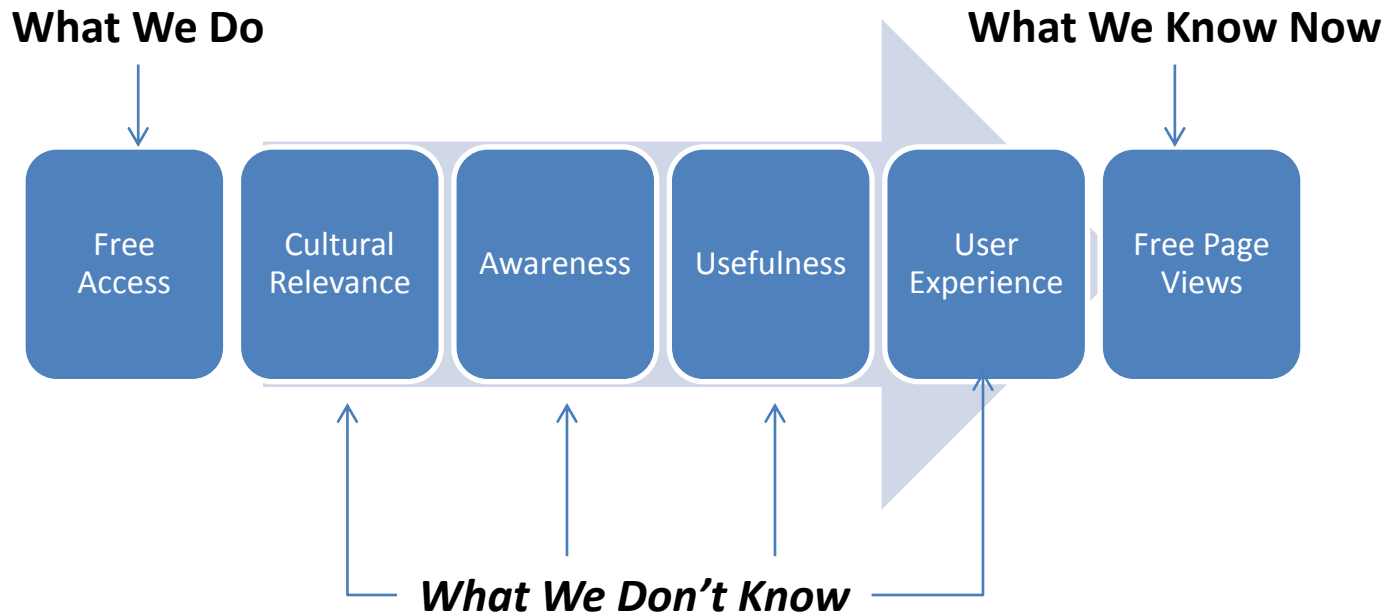 What We Do
What We Know Now
Free
Access
Cultural
Relevance
Awareness
Usefulness
User
Experience
Free Page
Views
What We Don’t Know